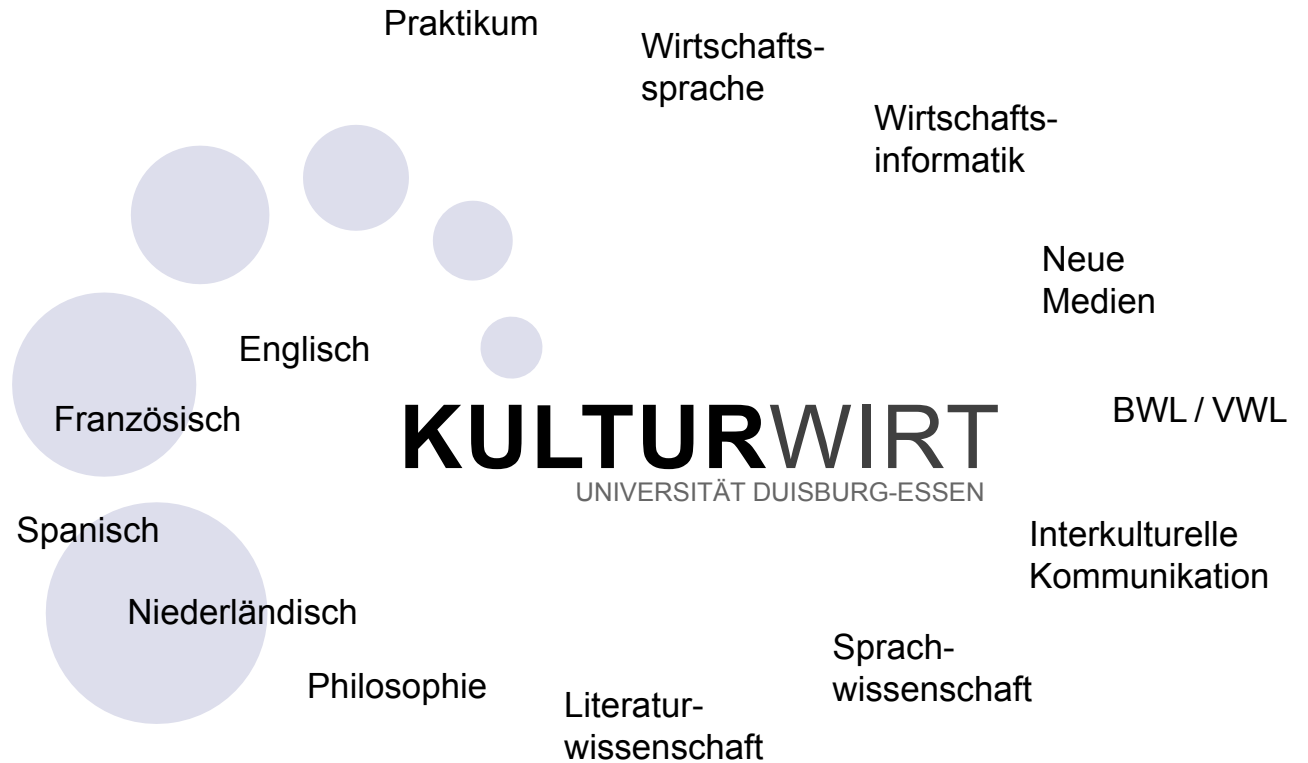 Praktikum
Wirtschafts-
sprache
Wirtschafts-
informatik
Neue
Medien
Englisch
Französisch
KULTURWIRT
BWL / VWL
UNIVERSITÄT DUISBURG-ESSEN
Spanisch
Interkulturelle
Kommunikation
Niederländisch
Sprach-
wissenschaft
Philosophie
Literatur-
wissenschaft